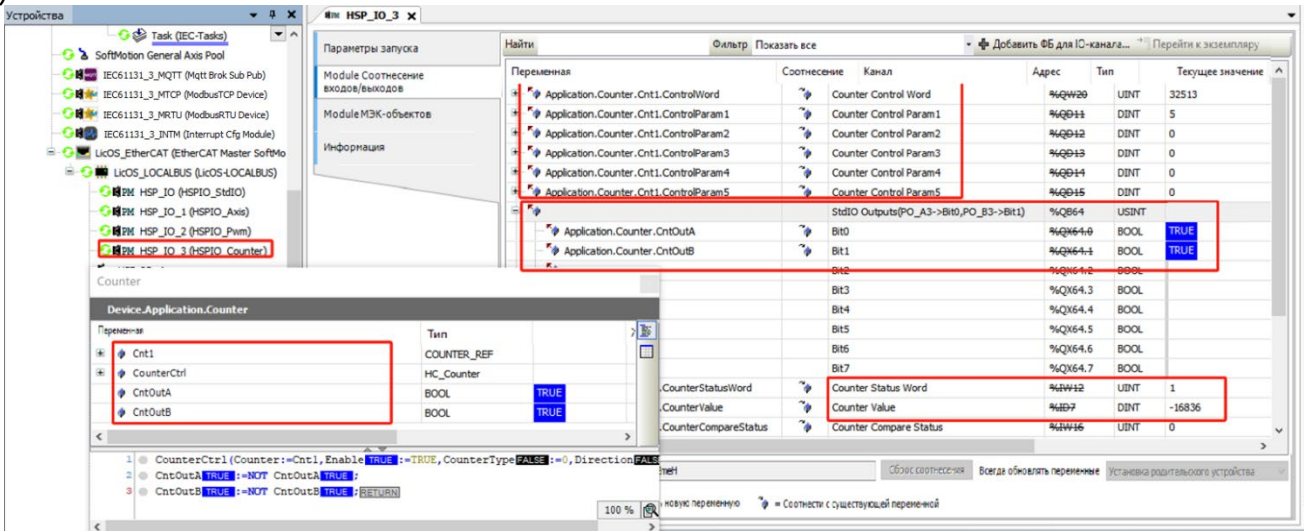 Устройства
HSP_IO_3
Task (IEC-Tasks)
SoftMotion General Axis Pool
IEC61131_3_MQTT (Mqtt Brok Sub Pub)
IEC61131_3_MTCP (ModbusTCP Device)
IEC61131_3_MRTU (ModbusRTU Device)
IEC61131_3_INTM (Interrupt Cfg Module)
LicOS_EtherCAT (EtherCAT Master SoftMo
LicOS_LOCALBUS (LicOS-LOCALBUS)
HSP_IO (HSPIO_StdIO)
HSP_IO_1 (HSPIO_Axis)
HSP_IO_2 (HSPIO_Pwm)
HSP_IO_3 (HSPIO_Counter)
Параметры запуска
Module Соотнесение
входов/выходов
Module МЭК-объектов
Информация
Найти Фильтр Показать все Добавить ФБ для IO-канала... Перейти к экземпляру
Переменная Соотнесение Канал Адрес Тип Текущее значение
Application.Counter.Cnt1.ControlWord Counter Control Word %QW20 UINT 32513
Application.Counter.Cnt1.ControlParam1 Counter Control Param1 %QD11 DINT 5
Application.Counter.Cnt1.ControlParam2 Counter Control Param2 %QD12 DINT 0
Application.Counter.Cnt1.ControlParam3 Counter Control Param3 %QD13 DINT 0
Application.Counter.Cnt1.ControlParam4 Counter Control Param4 %QD14 DINT 0
Application.Counter.Cnt1.ControlParam5 Counter Control Param5 %QD15 DINT 0
StdIO Outputs(PO_A3->Bit0,PO_B3->Bit1) %QB64 USINT
Application.Counter.CntOutA Bit0 %QX64.0 BOOL TRUE
Application.Counter.CntOutB Bit1 %QX64.1 BOOL TRUE
Bit2 %QX64.2 BOOL
Bit3 %QX64.3 BOOL
Bit4 %QX64.4 BOOL
Bit5 %QX64.5 BOOL
Bit6 %QX64.6 BOOL
Bit7 %QX64.7 BOOL
.CounterStatusWord Counter Status Word %IW12 UINT 1
.CounterValue Counter Value %ID7 DINT -16836
.CounterCompareStatus Counter Compare Status %IW16 UINT 0
Сброс соотнесения Всегда обновлять переменные Установка родительского устройства
новую переменную = Соотнести с существующей переменной
Counter
Device.Application.Counter
Переменная Тип
Cnt1 COUNTER_REF
CounterCtrl HC_Counter
CntOutA BOOL TRUE
CntOutB BOOL TRUE
1 CounterCtrl(Counter:=Cnt1,Enable TRUE :=TRUE,CounterType FALSE :=0,Direction FALS
2 CntOutA TRUE :=NOT CntOutA TRUE ;
3 CntOutB TRUE :=NOT CntOutB TRUE ; RETURN
100 %